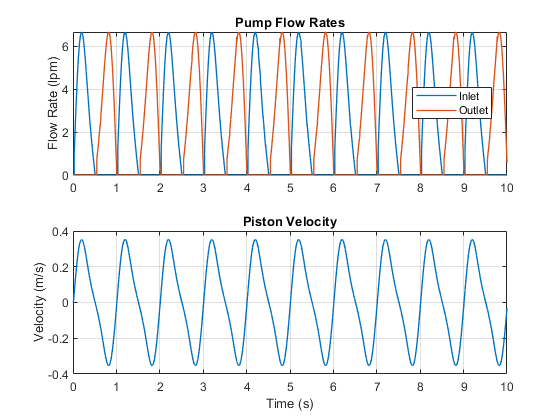 Pump Flow Rates
Flow Rate (lpm)
6
4
2
0
Inlet
Outlet
0 1 2 3 4 5 6 7 8 9 10
Piston Velocity
Velocity (m/s)
0.4
0.2
0
-0.2
-0.4
0 1 2 3 4 5 6 7 8 9 10
Time (s)